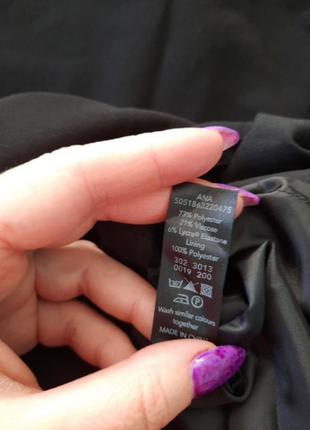 ANA
5051863220475
73% Polyester
21% Viscose
6% Lycra® Elastane
Lining
100% Polyester
302 3013
0019 200
Wash similar colours
together
MADE IN